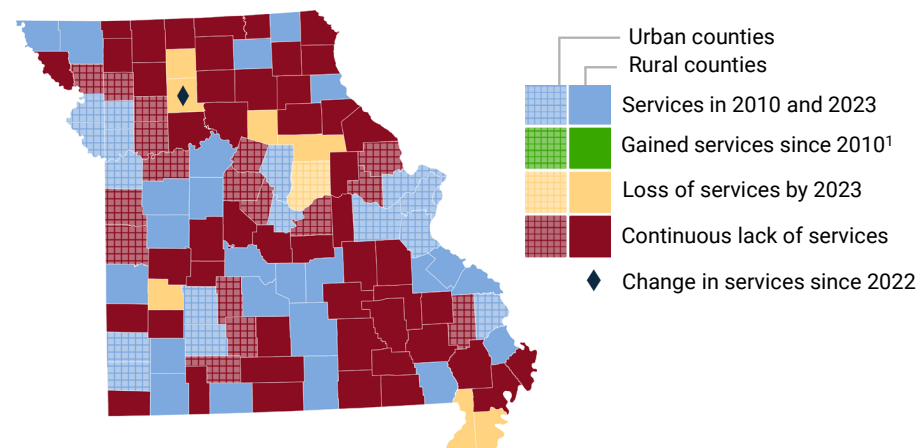 Urban counties
Rural counties
Services in 2010 and 2023
Gained services since 2010¹
Loss of services by 2023
Continuous lack of services
Change in services since 2022